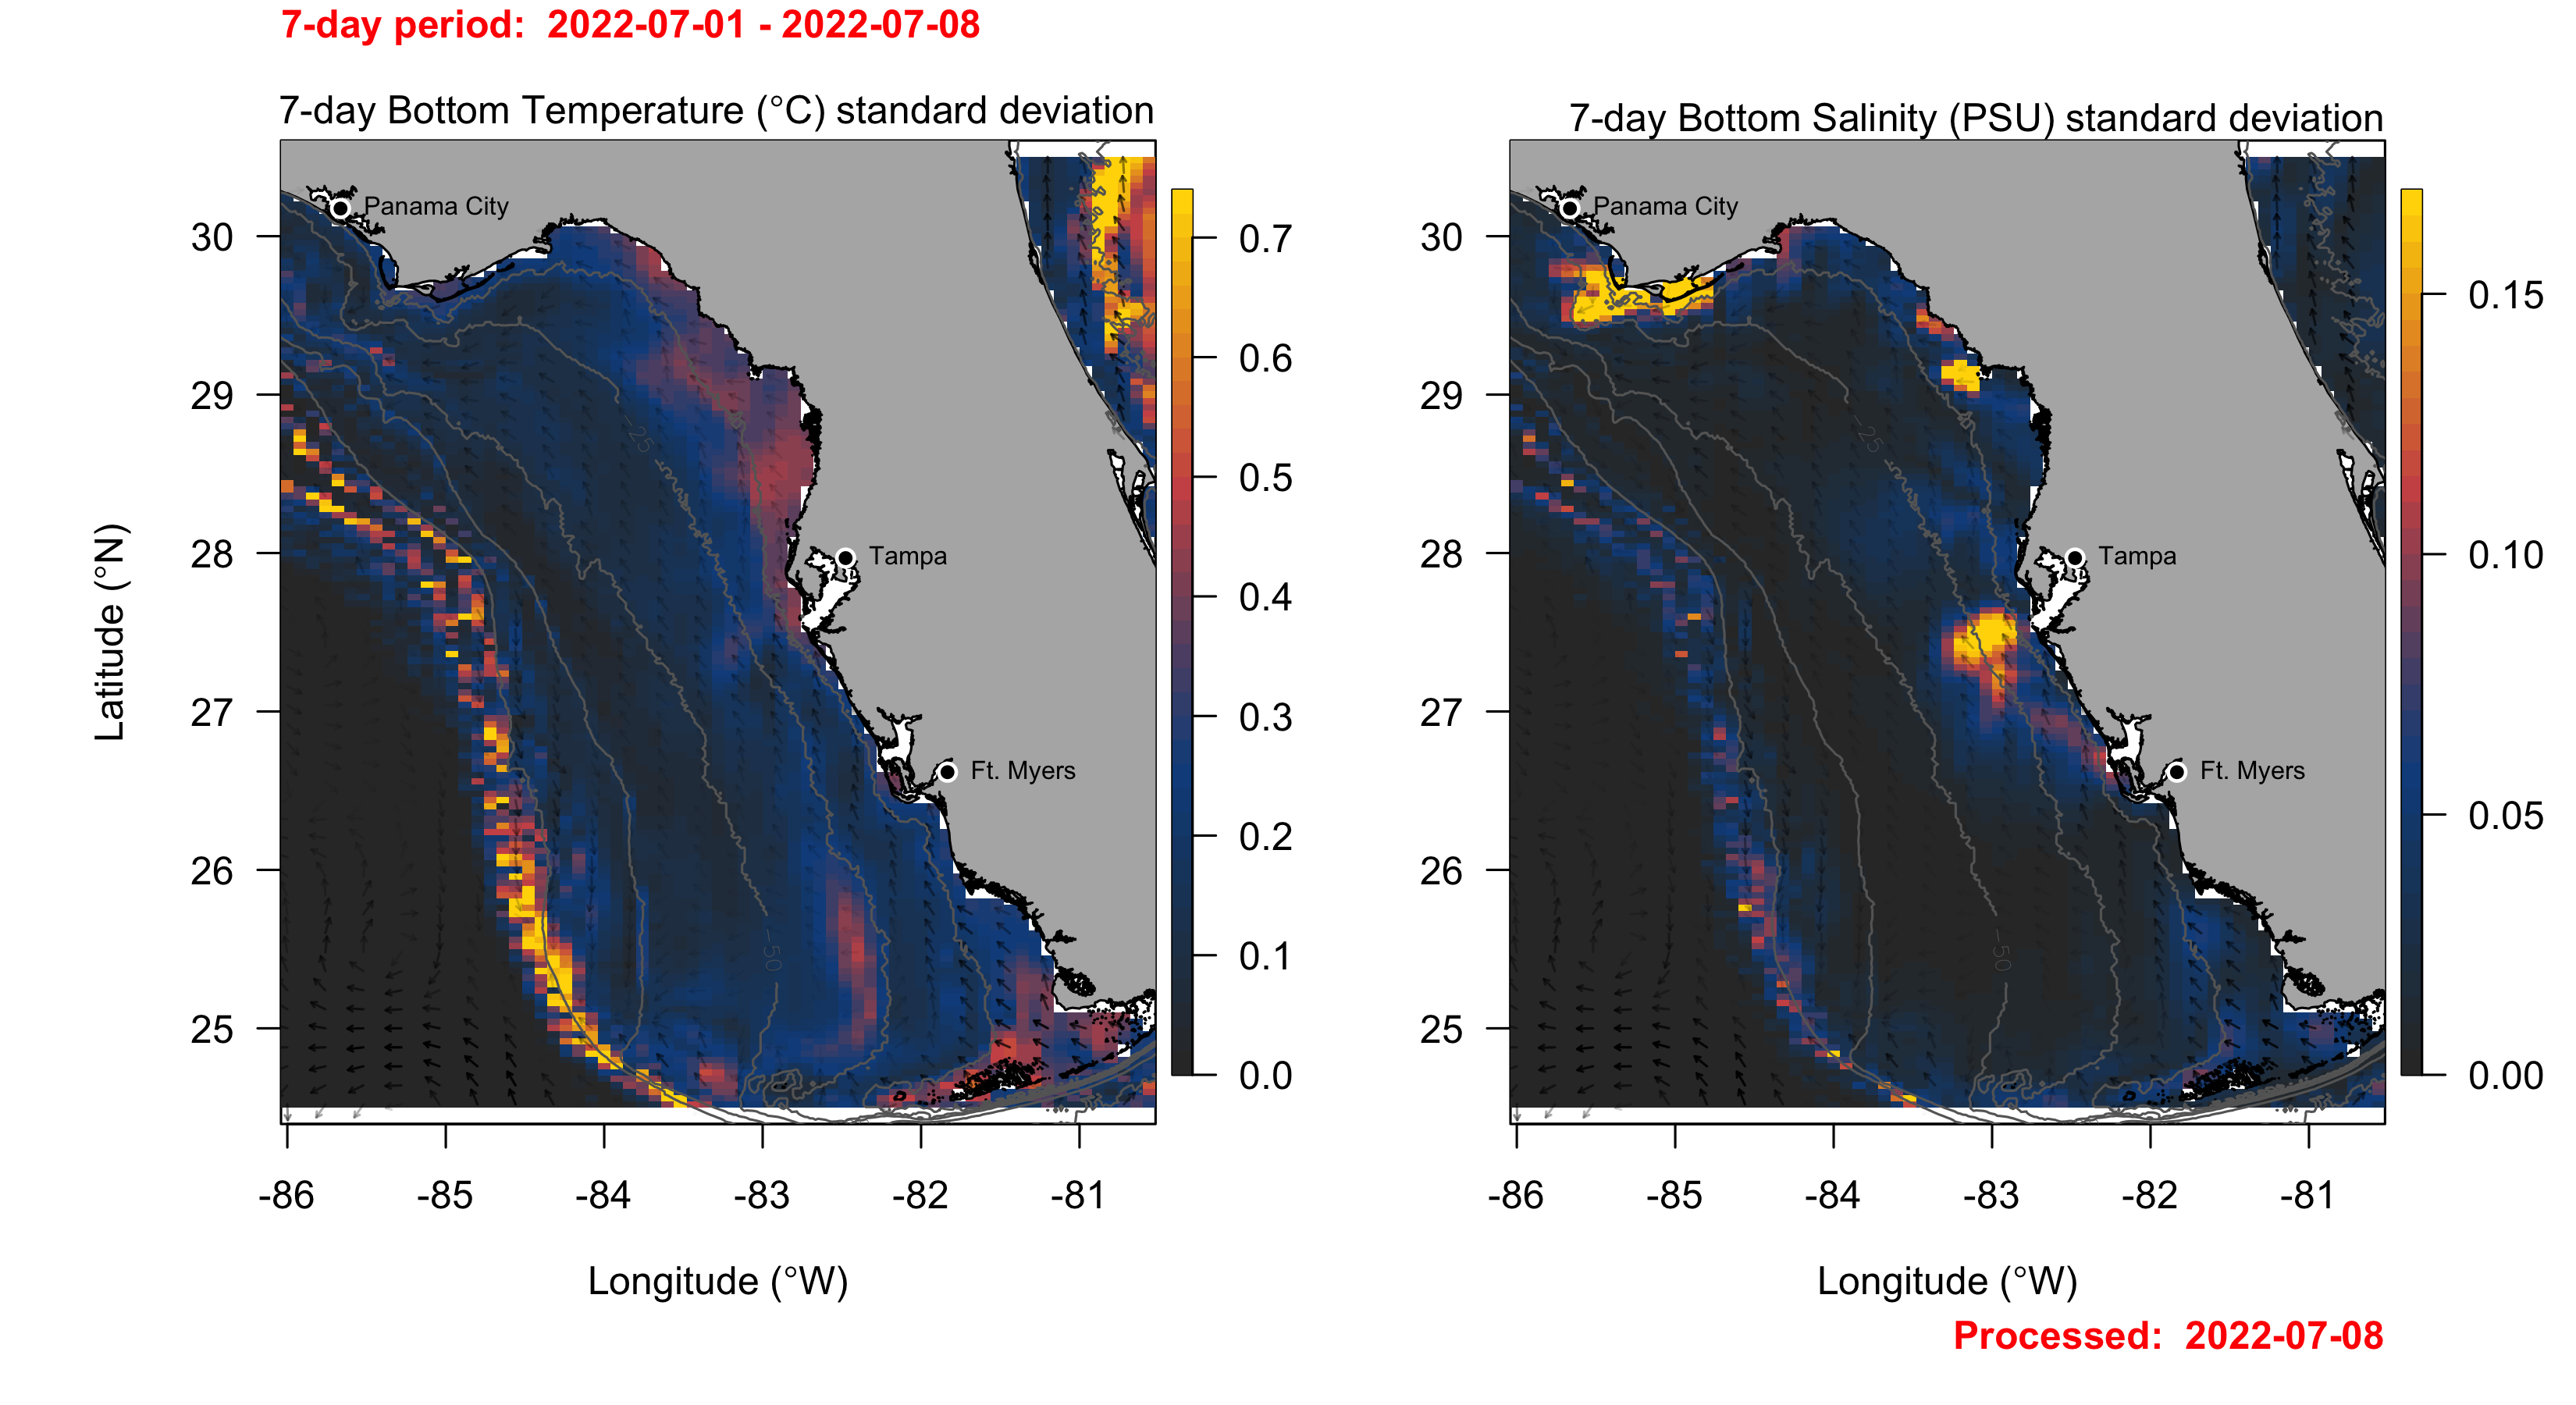 7-day period:  2022-07-01 - 2022-07-08
7-day Bottom Temperature (°C) standard deviation
Panama City
Tampa
Ft. Myers
-25
-50
30
29
28
27
26
25
Latitude (°N)
-86 -85 -84 -83 -82 -81
Longitude (°W)
0.7
0.6
0.5
0.4
0.3
0.2
0.1
0.0
7-day Bottom Salinity (PSU) standard deviation
Panama City
Tampa
Ft. Myers
-25
-50
30
29
28
27
26
25
-86 -85 -84 -83 -82 -81
Longitude (°W)
0.15
0.10
0.05
0.00
Processed:  2022-07-08